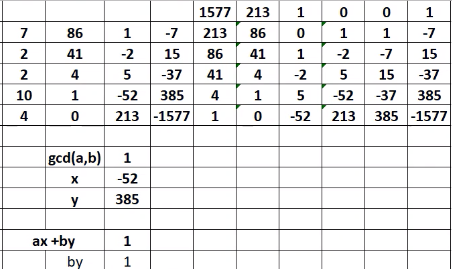 1577 213 1 0 0 1
7 86 1 -7 213 86 0 1 1 -7
2 41 -2 15 86 41 1 -2 -7 15
2 4 5 -37 41 4 -2 5 15 -37
10 1 -52 385 4 1 5 -52 -37 385
4 0 213 -1577 1 0 -52 213 385 -1577
gcd(a,b) 1
x -52
y 385
ax +by 1
by 1